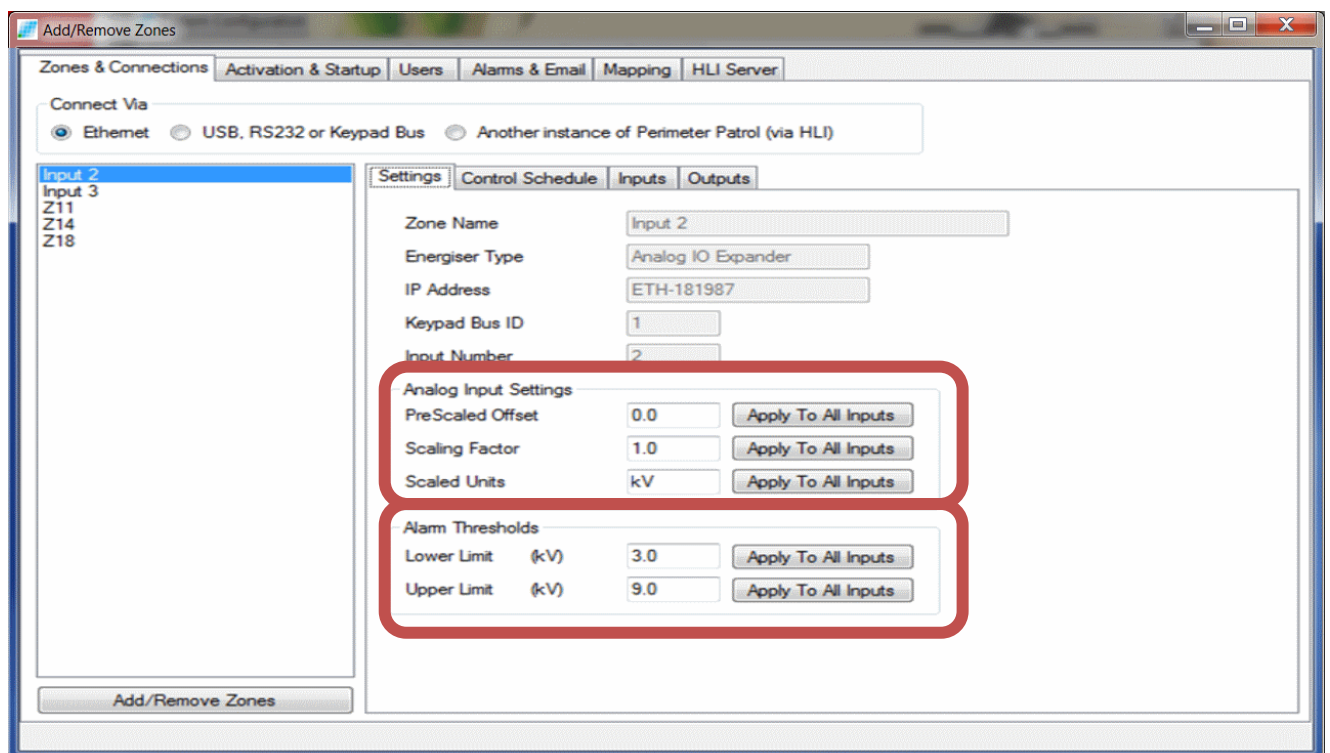 Add/Remove Zones
Zones & Connections Activation & Startup Users Alarms & Email Mapping HLI Server
Connect Via
Ethernet USB, RS232 or Keypad Bus Another instance of Perimeter Patrol (via HLI)
Input 2
Input 3
Z11
Z14
Z18
Add/Remove Zones
Settings Control Schedule Inputs Outputs
Zone Name Input 2
Energiser Type Analog IO Expander
IP Address ETH-181987
Keypad Bus ID 1
Input Number 2
Analog Input Settings
PreScaled Offset 0.0 Apply To All Inputs
Scaling Factor 1.0 Apply To All Inputs
Scaled Units kV Apply To All Inputs
Alarm Thresholds
Lower Limit (kV) 3.0 Apply To All Inputs
Upper Limit (kV) 9.0 Apply To All Inputs